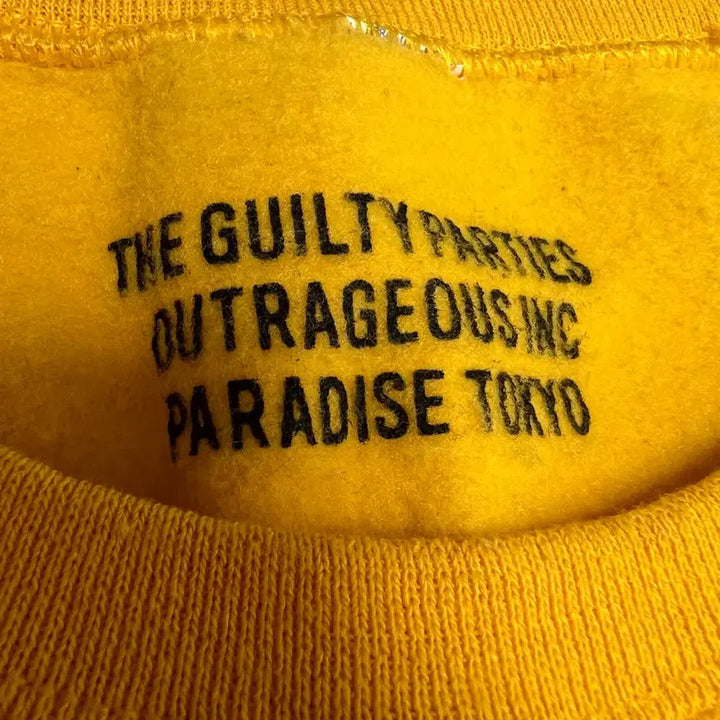 THE GUILTY PARTIES
OUTRAGEOUS.INC
PARADISE TOKYO